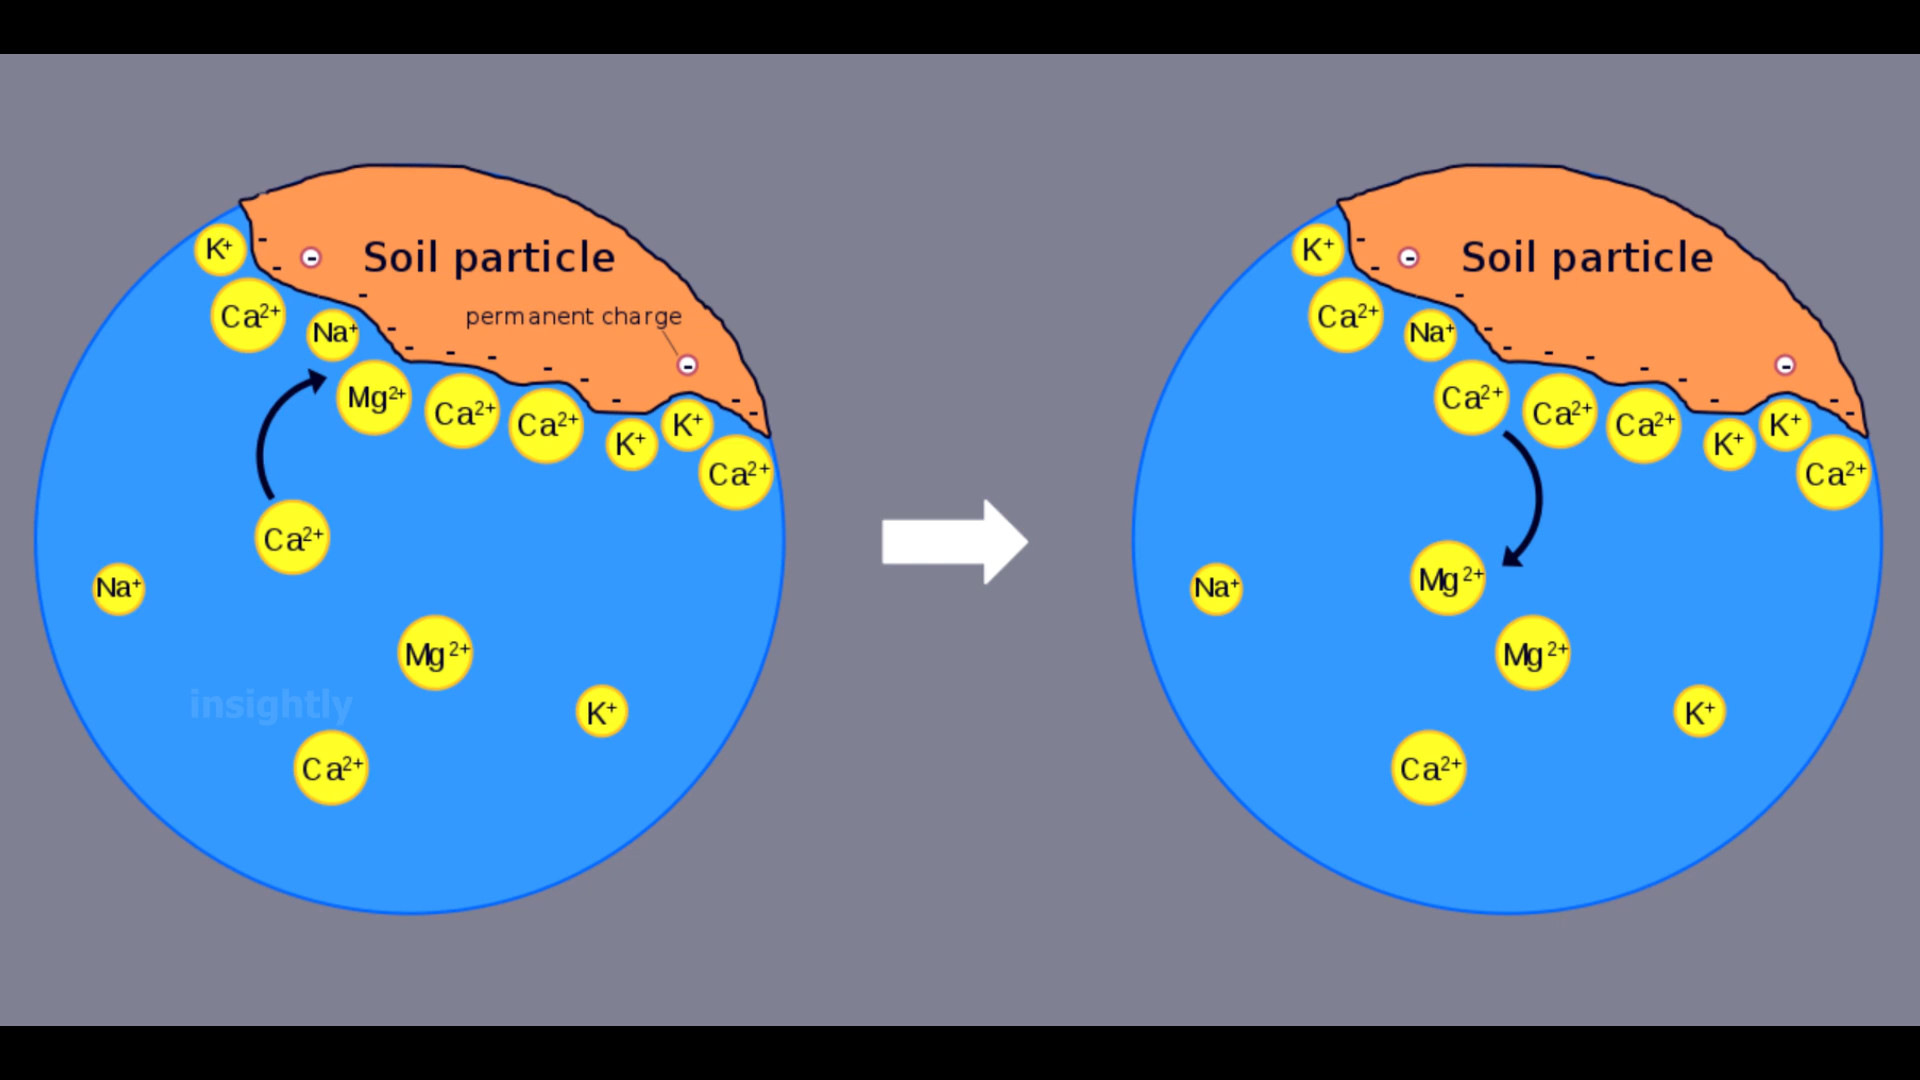 Soil particle
permanent charge
K⁺
Ca²⁺
Na⁺
Mg²⁺
Ca²⁺
Ca²⁺
K⁺
K⁺
Ca²⁺
Ca²⁺
Na⁺
Mg²⁺
K⁺
insightly
Ca²⁺
Soil particle
K⁺
Ca²⁺
Na⁺
Ca²⁺
Ca²⁺
Ca²⁺
K⁺
K⁺
Ca²⁺
Na⁺
Mg²⁺
Mg²⁺
K⁺
Ca²⁺